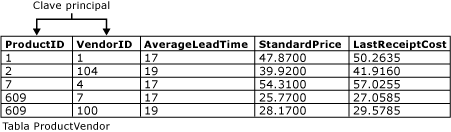 Clave principal
ProductID VendorID AverageLeadTime StandardPrice LastReceiptCost
1 1 17 47.8700 50.2635
2 104 19 39.9200 41.9160
7 4 17 54.3100 57.0255
609 7 17 25.7700 27.0585
609 100 19 28.1700 29.5785
Tabla ProductVendor